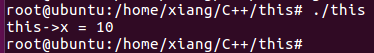 root@ubuntu:/home/xiang/C++/this# ./this
this->x = 10
root@ubuntu:/home/xiang/C++/this#